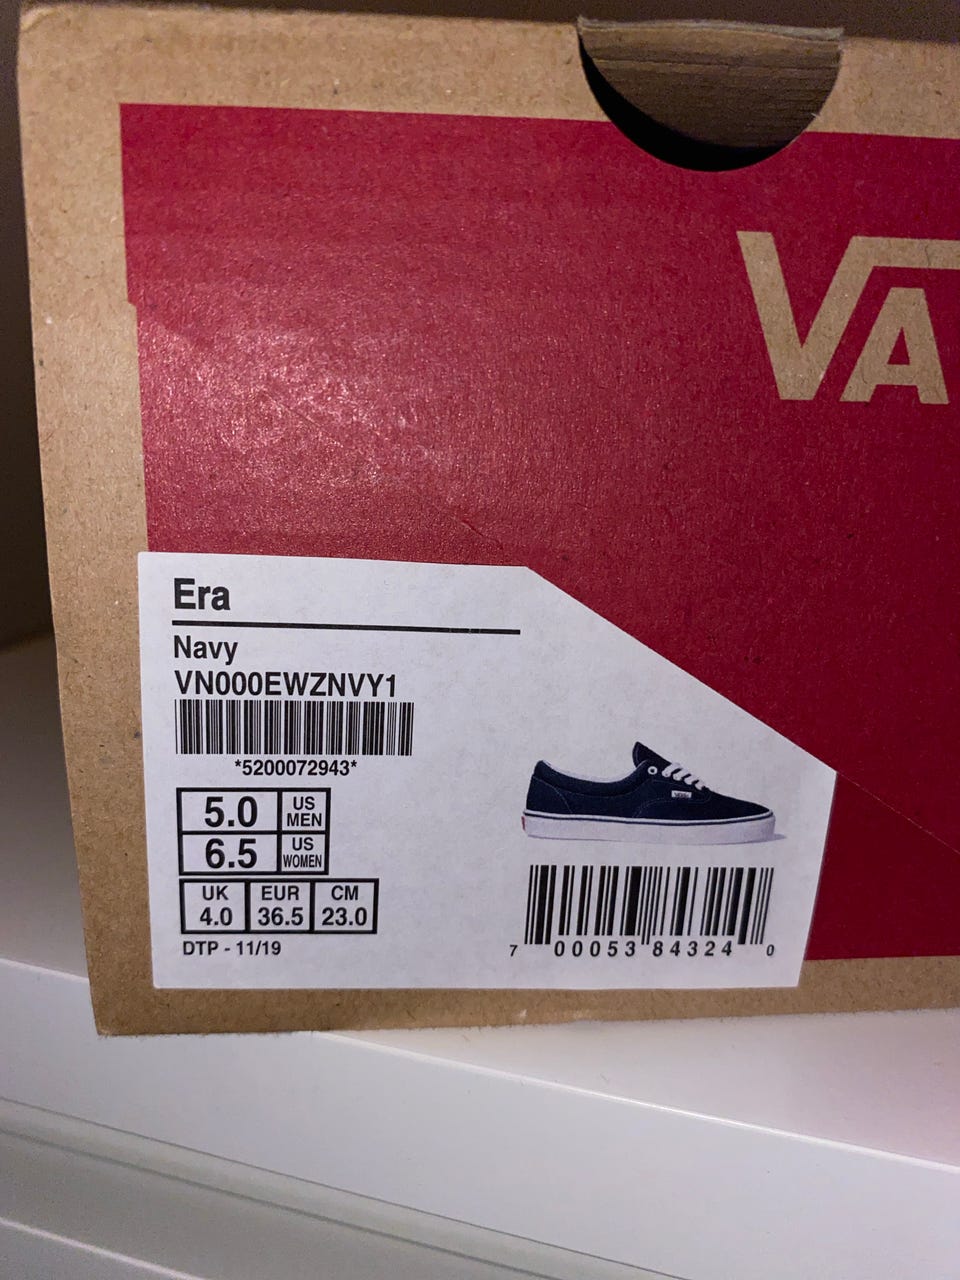 VA
Era
Navy
VN000EWZNVY1
*5200072943*
5.0 US MEN
6.5 US WOMEN
UK EUR CM
4.0 36.5 23.0
DTP - 11/19
7 00053 84324 0